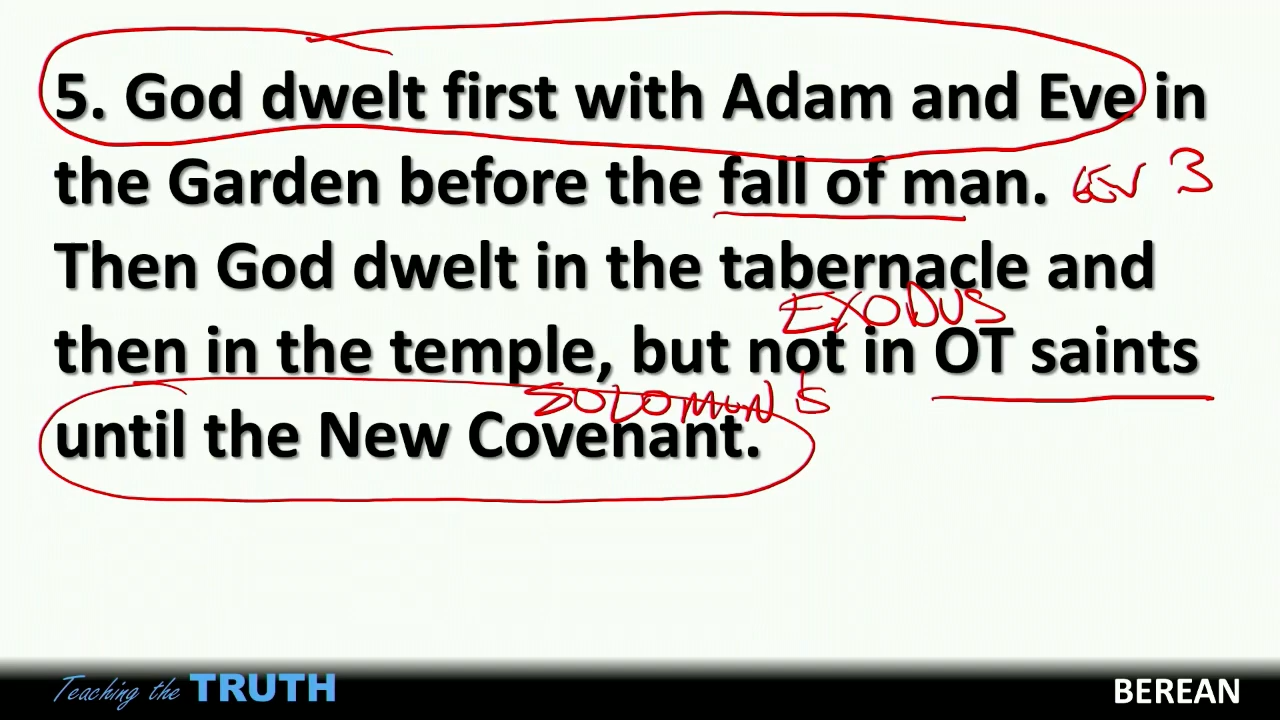 5. God dwelt first with Adam and Eve in
the Garden before the fall of man. GEN 3
Then God dwelt in the tabernacle and
EXODUS
then in the temple, but not in OT saints
SOLOMON'S
until the New Covenant.
Teaching the TRUTH
BEREAN